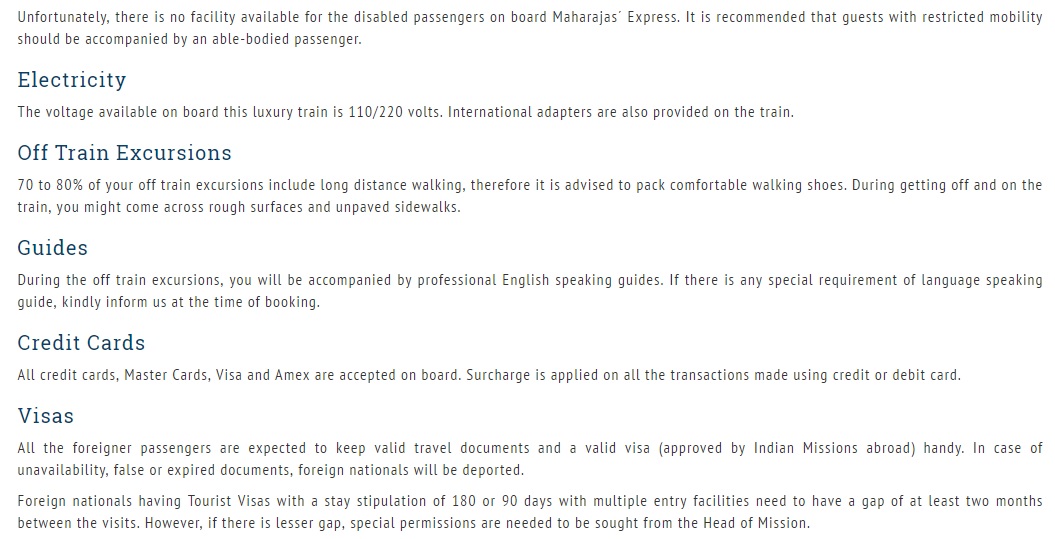 Unfortunately, there is no facility available for the disabled passengers on board Maharajas´ Express. It is recommended that guests with restricted mobility
should be accompanied by an able-bodied passenger.
Electricity
The voltage available on board this luxury train is 110/220 volts. International adapters are also provided on the train.
Off Train Excursions
70 to 80% of your off train excursions include long distance walking, therefore it is advised to pack comfortable walking shoes. During getting off and on the
train, you might come across rough surfaces and unpaved sidewalks.
Guides
During the off train excursions, you will be accompanied by professional English speaking guides. If there is any special requirement of language speaking
guide, kindly inform us at the time of booking.
Credit Cards
All credit cards, Master Cards, Visa and Amex are accepted on board. Surcharge is applied on all the transactions made using credit or debit card.
Visas
All the foreigner passengers are expected to keep valid travel documents and a valid visa (approved by Indian Missions abroad) handy. In case of
unavailability, false or expired documents, foreign nationals will be deported.
Foreign nationals having Tourist Visas with a stay stipulation of 180 or 90 days with multiple entry facilities need to have a gap of at least two months
between the visits. However, if there is lesser gap, special permissions are needed to be sought from the Head of Mission.